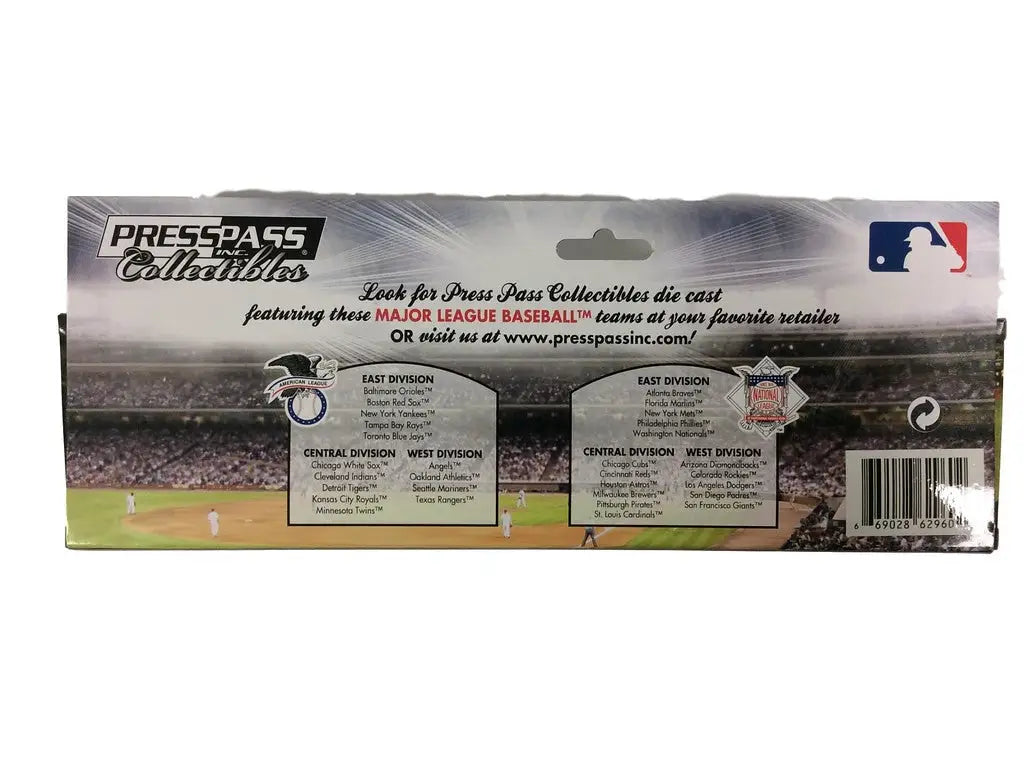 PRESS PASS
INC.
Collectibles
Look for Press Pass Collectibles die cast
featuring these MAJOR LEAGUE BASEBALL™ teams at your favorite retailer
OR visit us at www.presspassinc.com!
AMERICAN LEAGUE
EAST DIVISION
Baltimore Orioles™
Boston Red Sox™
New York Yankees™
Tampa Bay Rays™
Toronto Blue Jays™
CENTRAL DIVISION
Chicago White Sox™
Cleveland Indians™
Detroit Tigers™
Kansas City Royals™
Minnesota Twins™
WEST DIVISION
Angels™
Oakland Athletics™
Seattle Mariners™
Texas Rangers™
EAST DIVISION
Atlanta Braves™
Florida Marlins™
New York Mets™
Philadelphia Phillies™
Washington Nationals™
NATIONAL
LEAGUE
CENTRAL DIVISION
Chicago Cubs™
Cincinnati Reds™
Houston Astros™
Milwaukee Brewers™
Pittsburgh Pirates™
St. Louis Cardinals™
WEST DIVISION
Arizona Diamondbacks™
Colorado Rockies™
Los Angeles Dodgers™
San Diego Padres™
San Francisco Giants™
6 69028 62960